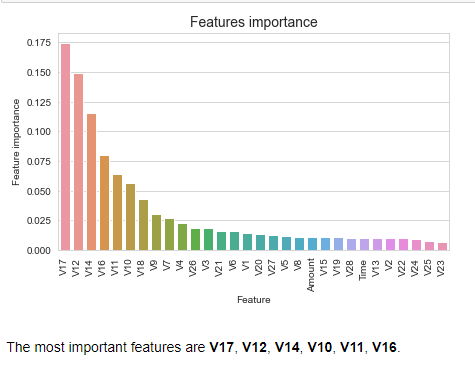 Features importance
0.175
0.150
0.125
0.100
0.075
0.050
0.025
0.000
Feature importance
V17 V12 V14 V16 V11 V10 V18 V9 V7 V4 V26 V3 V21 V6 V1 V20 V27 V5 V8 Amount V15 V19 V28 Time V13 V2 V22 V24 V25 V23
Feature
The most important features are V17, V12, V14, V10, V11, V16.